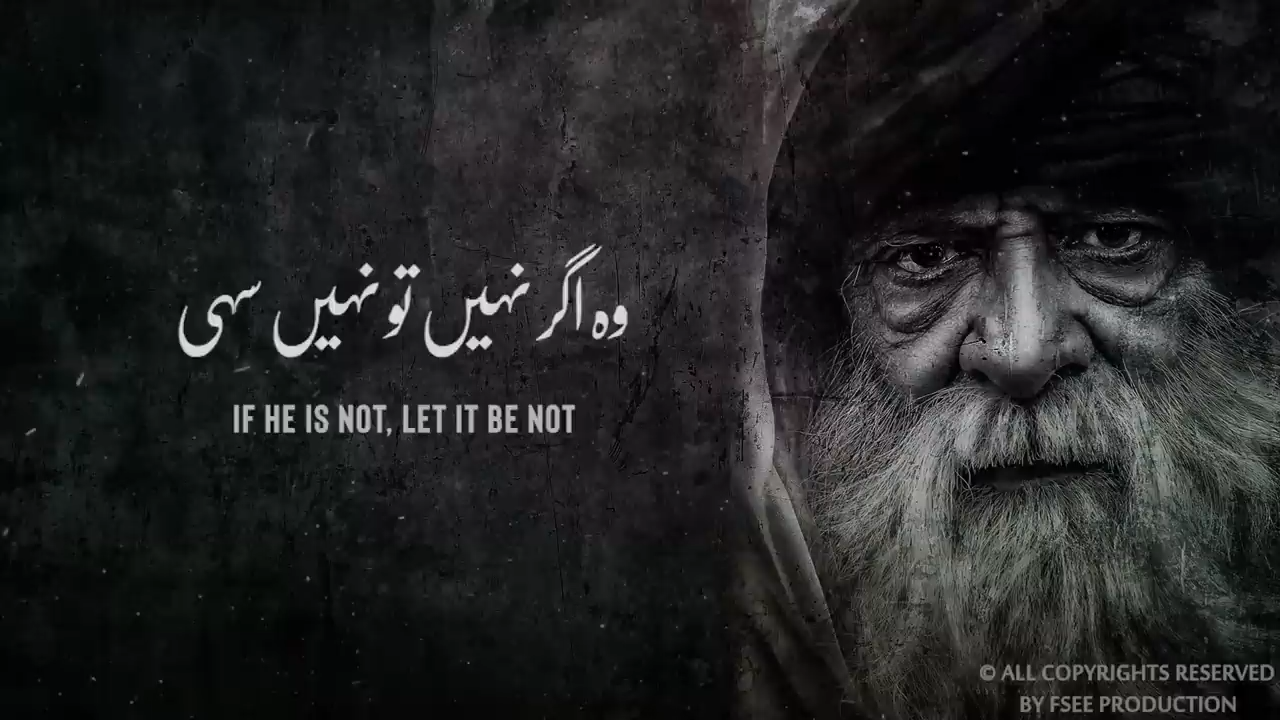 وہ اگر نہیں تو نہیں سہی
IF HE IS NOT, LET IT BE NOT
© ALL COPYRIGHTS RESERVED
BY FSEE PRODUCTION